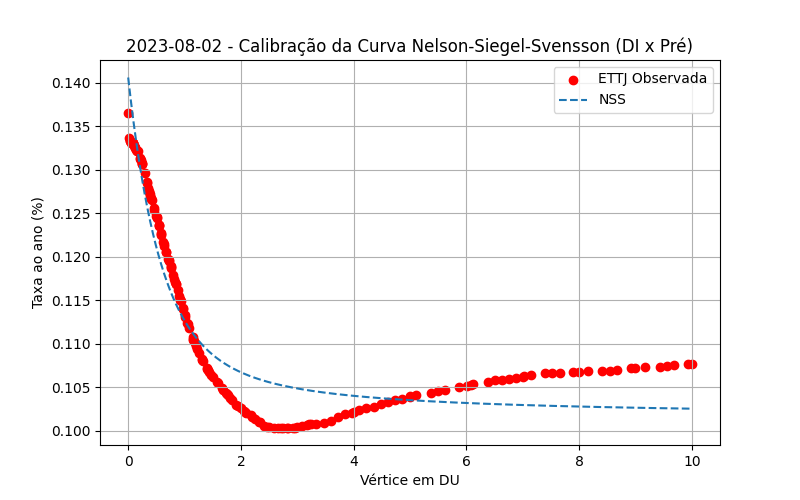 2023-08-02 - Calibração da Curva Nelson-Siegel-Svensson (DI x Pré)
ETTJ Observada
NSS
Taxa ao ano (%)
0.140
0.135
0.130
0.125
0.120
0.115
0.110
0.105
0.100
0 2 4 6 8 10
Vértice em DU